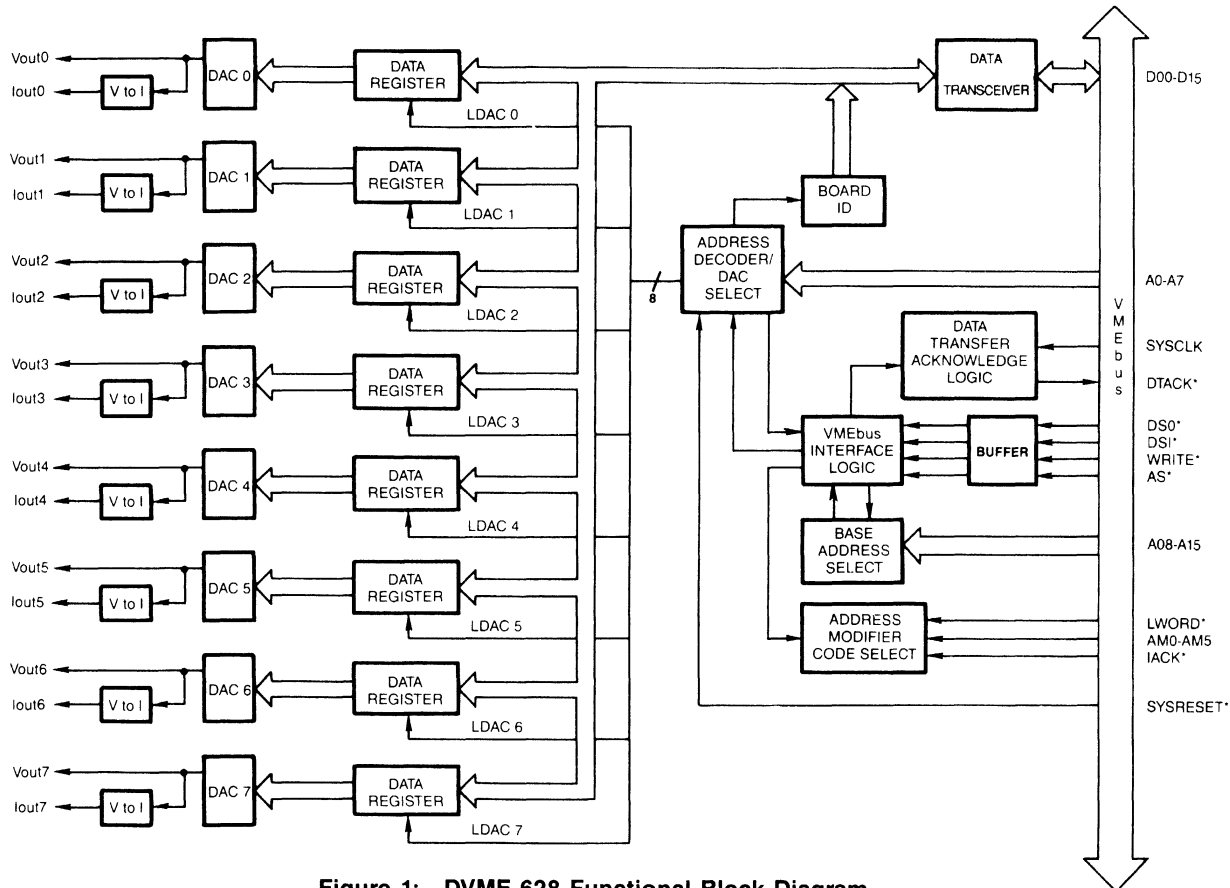 Vout0
Iout0
V to I
DAC 0
DATA
REGISTER
LDAC 0
Vout1
Iout1
V to I
DAC 1
DATA
REGISTER
LDAC 1
Vout2
Iout2
V to I
DAC 2
DATA
REGISTER
LDAC 2
Vout3
Iout3
V to I
DAC 3
DATA
REGISTER
LDAC 3
Vout4
Iout4
V to I
DAC 4
DATA
REGISTER
LDAC 4
Vout5
Iout5
V to I
DAC 5
DATA
REGISTER
LDAC 5
Vout6
Iout6
V to I
DAC 6
DATA
REGISTER
LDAC 6
Vout7
Iout7
V to I
DAC 7
DATA
REGISTER
LDAC 7
8
DATA
TRANSCEIVER
BOARD
ID
ADDRESS
DECODER/
DAC
SELECT
DATA
TRANSFER
ACKNOWLEDGE
LOGIC
VMEbus
INTERFACE
LOGIC
BUFFER
BASE
ADDRESS
SELECT
ADDRESS
MODIFIER
CODE SELECT
VMEbus
D00-D15
A0-A7
SYSCLK
DTACK*
DS0*
DSI*
WRITE*
AS*
A08-A15
LWORD*
AM0-AM5
IACK*
SYSRESET*
Figure 1: DVME-628 Functional Block Diagram